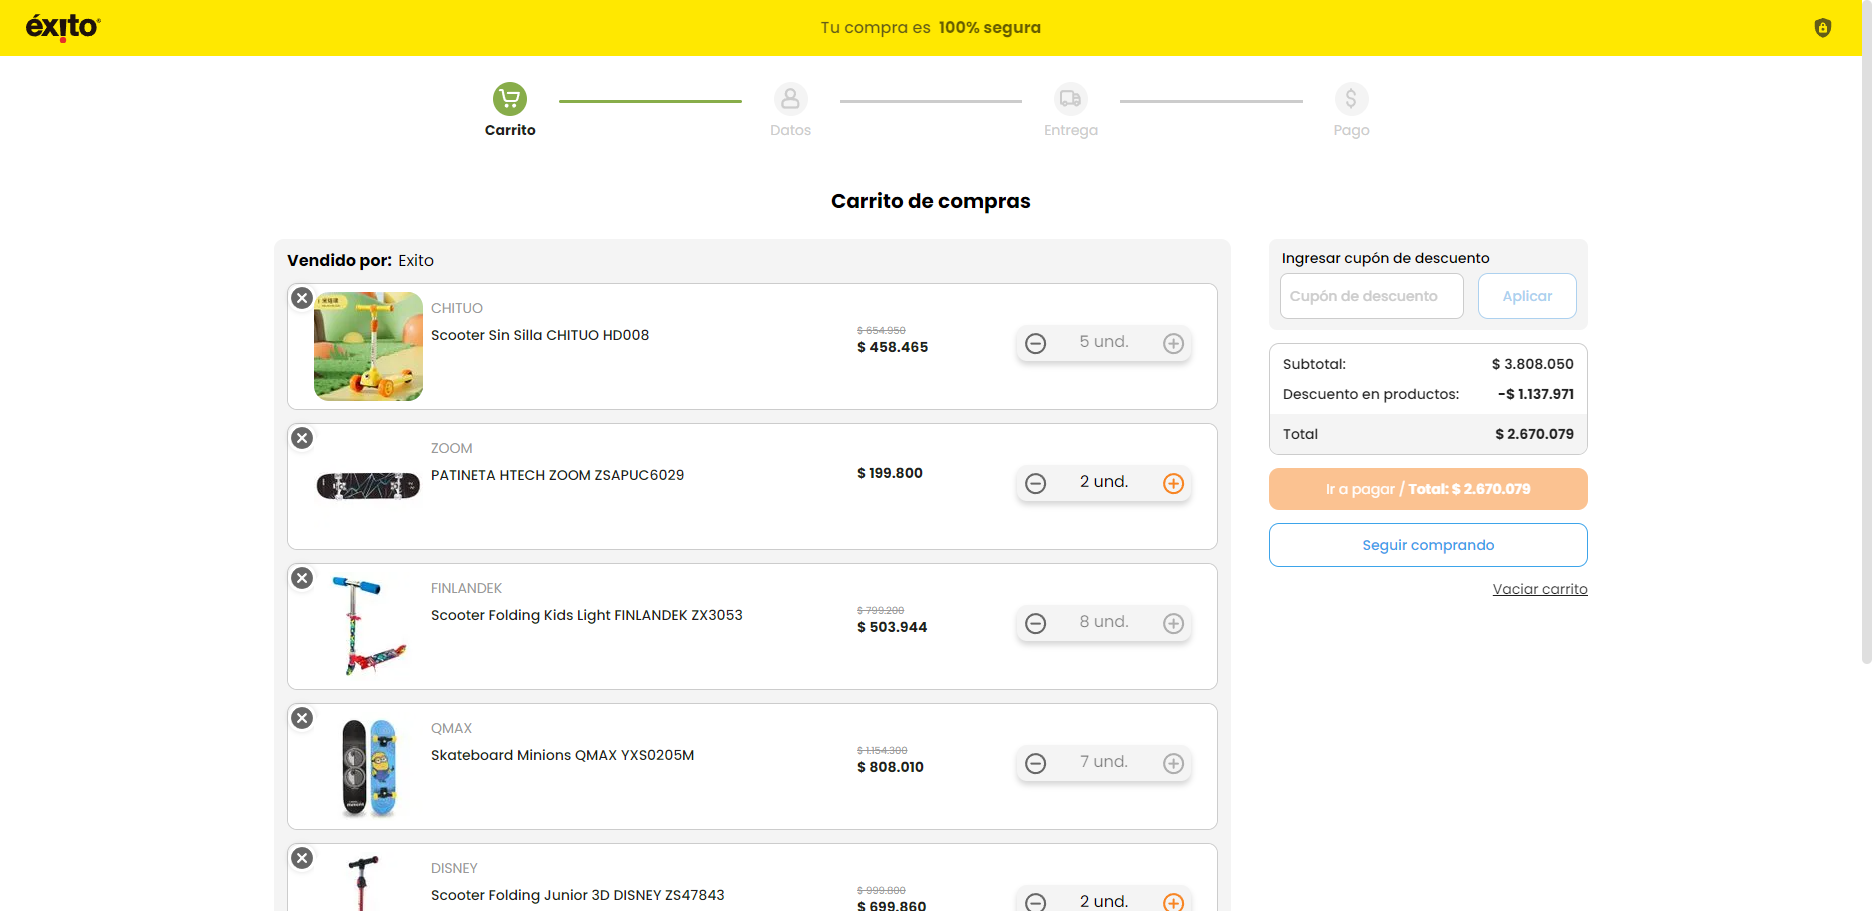 éxito
Tu compra es 100% segura
Carrito
Datos
Entrega
Pago
Carrito de compras
Vendido por: Exito
CHITUO
Scooter Sin Silla CHITUO HD008
$ 654.950
$ 458.465
5 und.
ZOOM
PATINETA HTECH ZOOM ZSAPUC6029
$ 199.800
2 und.
FINLANDEK
Scooter Folding Kids Light FINLANDEK ZX3053
$ 799.200
$ 503.944
8 und.
QMAX
Skateboard Minions QMAX YXS0205M
$ 1.154.300
$ 808.010
7 und.
DISNEY
Scooter Folding Junior 3D DISNEY ZS47843
$ 999.800
$ 699.860
2 und.
Ingresar cupón de descuento
Cupón de descuento
Aplicar
Subtotal: $ 3.808.050
Descuento en productos: -$ 1.137.971
Total $ 2.670.079
Ir a pagar / Total: $ 2.670.079
Seguir comprando
Vaciar carrito